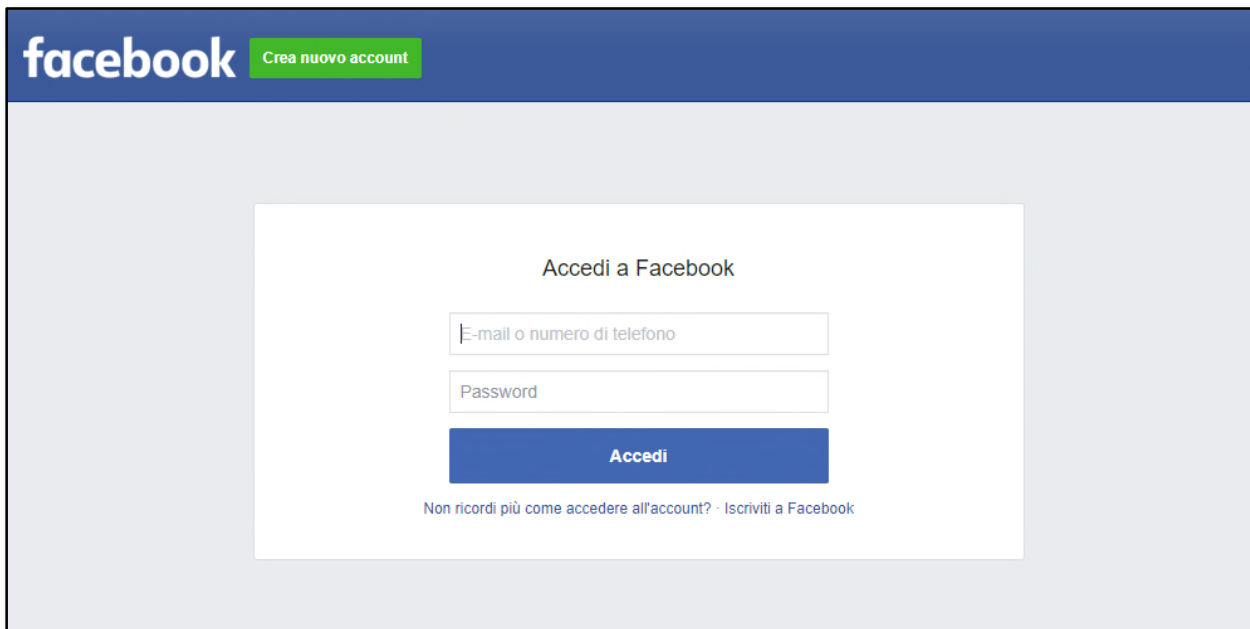 facebook Crea nuovo account
Accedi a Facebook
E-mail o numero di telefono
Password
Accedi
Non ricordi più come accedere all'account? · Iscriviti a Facebook